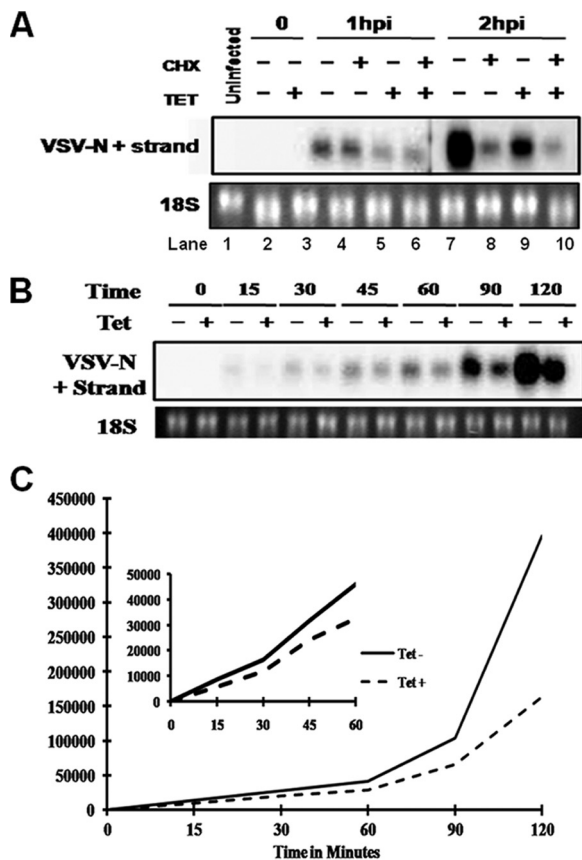 A
Uninfected 0 1hpi 2hpi
CHX − − − + − + − + − +
TET − + − − + + − − + +
VSV-N + strand
18S
Lane 1 2 3 4 5 6 7 8 9 10
B
Time 0 15 30 45 60 90 120
Tet − + − + − + − + − + − + − +
VSV-N
+ Strand
18S
C
450000
400000
350000
300000
250000
200000
150000
100000
50000
0
50000
40000
30000
20000
10000
0
0 15 30 45 60
Tet -
Tet +
0 15 30 60 90 120
Time in Minutes